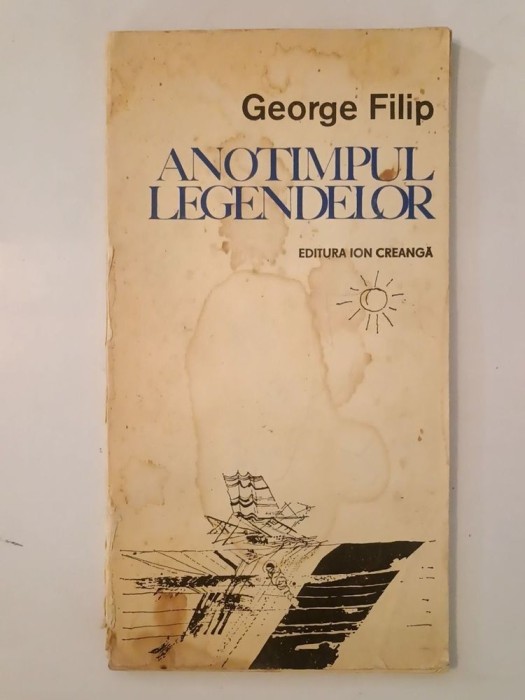 George Filip
ANOTIMPUL
LEGENDELOR
EDITURA ION CREANGĂ